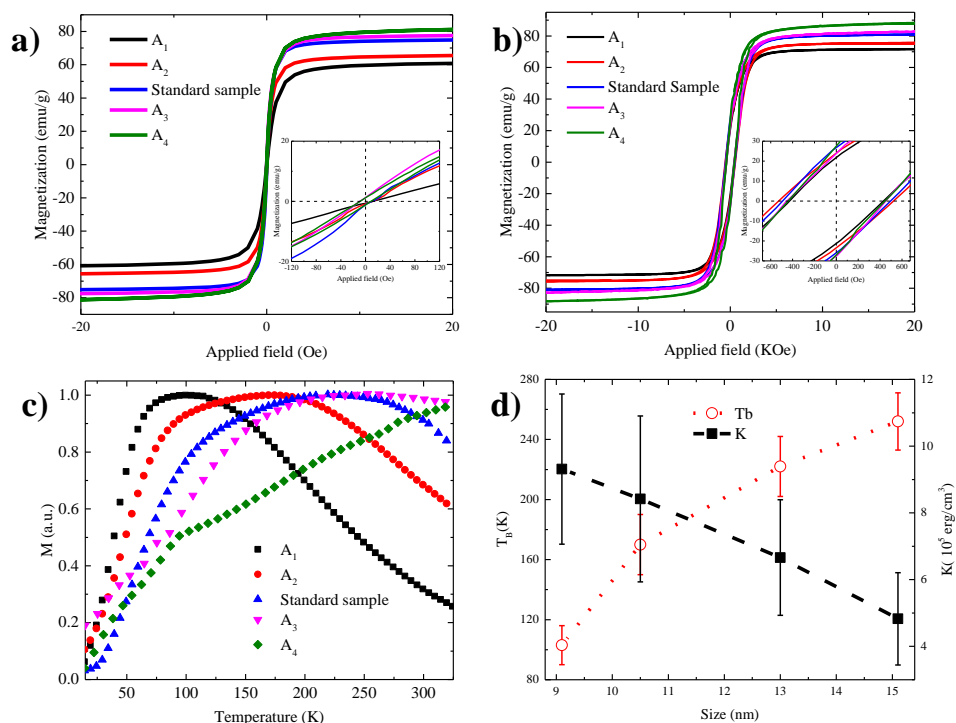 a)
A1
A2
Standard sample
A3
A4
Magnetization (emu/g)
80
60
40
20
0
-20
-40
-60
-80
-20
0
20
Applied field (Oe)
Magnetization (emu/g)
20
0
-20
-120
-60
0
60
120
Applied field (Oe)
b)
A1
A2
Standard Sample
A3
A4
Magnetization (emu/g)
80
60
40
20
0
-20
-40
-60
-80
-20
-10
0
10
20
Applied field (KOe)
Magnetization (emu/g)
30
20
10
0
-10
-20
-30
-600
-400
-200
0
200
400
600
Applied field (Oe)
c)
M (a.u.)
1.0
0.8
0.6
0.4
0.2
0.0
50
100
150
200
250
300
Temperature (K)
A1
A2
Standard sample
A3
A4
d)
Tb
K
TB(K)
280
240
200
160
120
80
9
10
11
12
13
14
15
Size (nm)
12
10
8
6
4
K( 10^5 erg/cm^3)